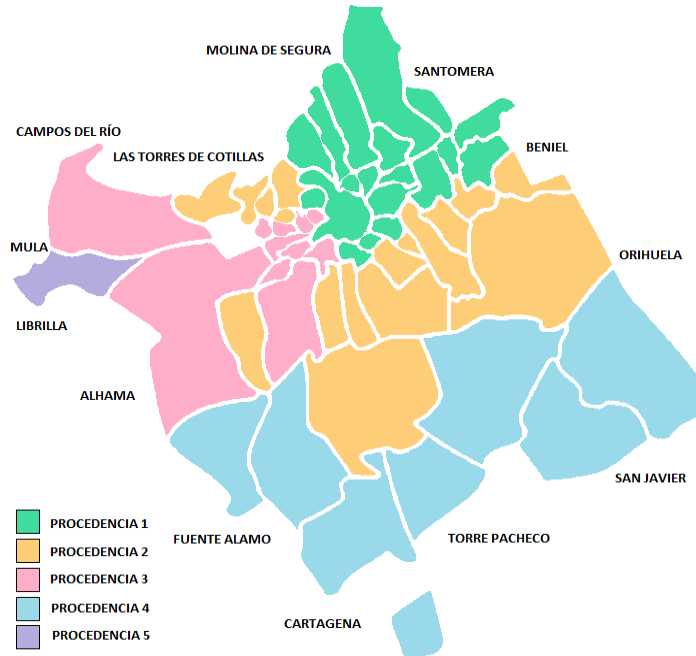 MOLINA DE SEGURA
SANTOMERA
CAMPOS DEL RÍO
LAS TORRES DE COTILLAS
BENIEL
MULA
ORIHUELA
LIBRILLA
ALHAMA
SAN JAVIER
FUENTE ALAMO
TORRE PACHECO
CARTAGENA
PROCEDENCIA 1
PROCEDENCIA 2
PROCEDENCIA 3
PROCEDENCIA 4
PROCEDENCIA 5